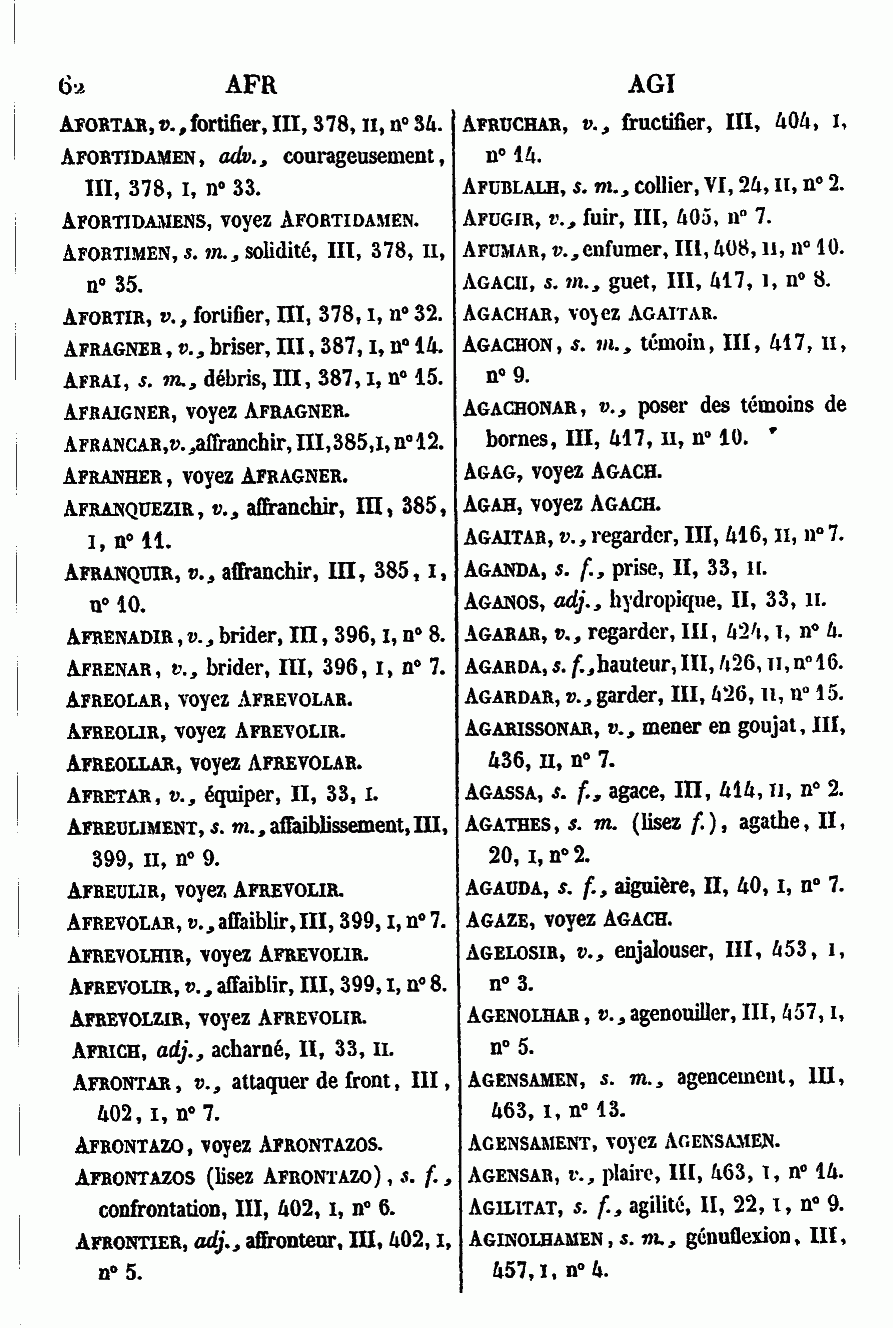 62 AFR AGI
AFORTAR, v., fortifier, III, 378, II, n° 34.
AFORTIDAMEN, adv., courageusement,
III, 378, I, n° 33.
AFORTIDAMENS, voyez AFORTIDAMEN.
AFORTIMEN, s. m., solidité, III, 378, II,
n° 35.
AFORTIR, v., fortifier, III, 378, I, n° 32.
AFRAGNER, v., briser, III, 387, I, n° 14.
AFRAI, s. m., débris, III, 387, I, n° 15.
AFRAIGNER, voyez AFRAGNER.
AFRANCAR, v., affranchir, III, 385, I, n° 12.
AFRANHER, voyez AFRAGNER.
AFRANQUEZIR, v., affranchir, III, 385,
I, n° 11.
AFRANQUIR, v., affranchir, III, 385, I,
n° 10.
AFRENADIR, v., brider, III, 396, I, n° 8.
AFRENAR, v., brider, III, 396, I, n° 7.
AFREOLAR, voyez AFREVOLAR.
AFREOLIR, voyez AFREVOLIR.
AFREOLLAR, voyez AFREVOLAR.
AFRETAR, v., équiper, II, 33, I.
AFREULIMENT, s. m., affaiblissement, III,
399, II, n° 9.
AFREULIR, voyez AFREVOLIR.
AFREVOLAR, v., affaiblir, III, 399, I, n° 7.
AFREVOLHIR, voyez AFREVOLIR.
AFREVOLIR, v., affaiblir, III, 399, I, n° 8.
AFREVOLZIR, voyez AFREVOLIR.
AFRICH, adj., acharné, II, 33, II.
AFRONTAR, v., attaquer de front, III,
402, I, n° 7.
AFRONTAZO, voyez AFRONTAZOS.
AFRONTAZOS (lisez AFRONTAZO), s. f.,
confrontation, III, 402, I, n° 6.
AFRONTIER, adj., affronteur, III, 402, I,
n° 5.
AFRUCHAR, v., fructifier, III, 404, I,
n° 14.
AFUBLALH, s. m., collier, VI, 24, II, n° 2.
AFUGIR, v., fuir, III, 405, n° 7.
AFUMAR, v., enfumer, III, 408, II, n° 10.
AGACH, s. m., guet, III, 417, I, n° 8.
AGACHAR, voyez AGAITAR.
AGACHON, s. m., témoin, III, 417, II,
n° 9.
AGACHONAR, v., poser des témoins de
bornes, III, 417, II, n° 10.
AGAG, voyez AGACH.
AGAH, voyez AGACH.
AGAITAR, v., regarder, III, 416, II, n° 7.
AGANDA, s. f., prise, II, 33, II.
AGANOS, adj., hydropique, II, 33, II.
AGARAR, v., regarder, III, 424, I, n° 4.
AGARDA, s. f., hauteur, III, 426, II, n° 16.
AGARDAR, v., garder, III, 426, II, n° 15.
AGARISSONAR, v., mener en goujat, III,
436, II, n° 7.
AGASSA, s. f., agace, III, 414, II, n° 2.
AGATHES, s. m. (lisez f.), agathe, II,
20, I, n° 2.
AGAUDA, s. f., aiguière, II, 40, I, n° 7.
AGAZE, voyez AGACH.
AGELOSIR, v., enjalouser, III, 453, I,
n° 3.
AGENOLHAR, v., agenouiller, III, 457, I,
n° 5.
AGENSAMEN, s. m., agencement, III,
463, I, n° 13.
AGENSAMENT, voyez AGENSAMEN.
AGENSAR, v., plaire, III, 463, I, n° 14.
AGILITAT, s. f., agilité, II, 22, I, n° 9.
AGINOLHAMEN, s. m., génuflexion, III,
457, I, n° 4.